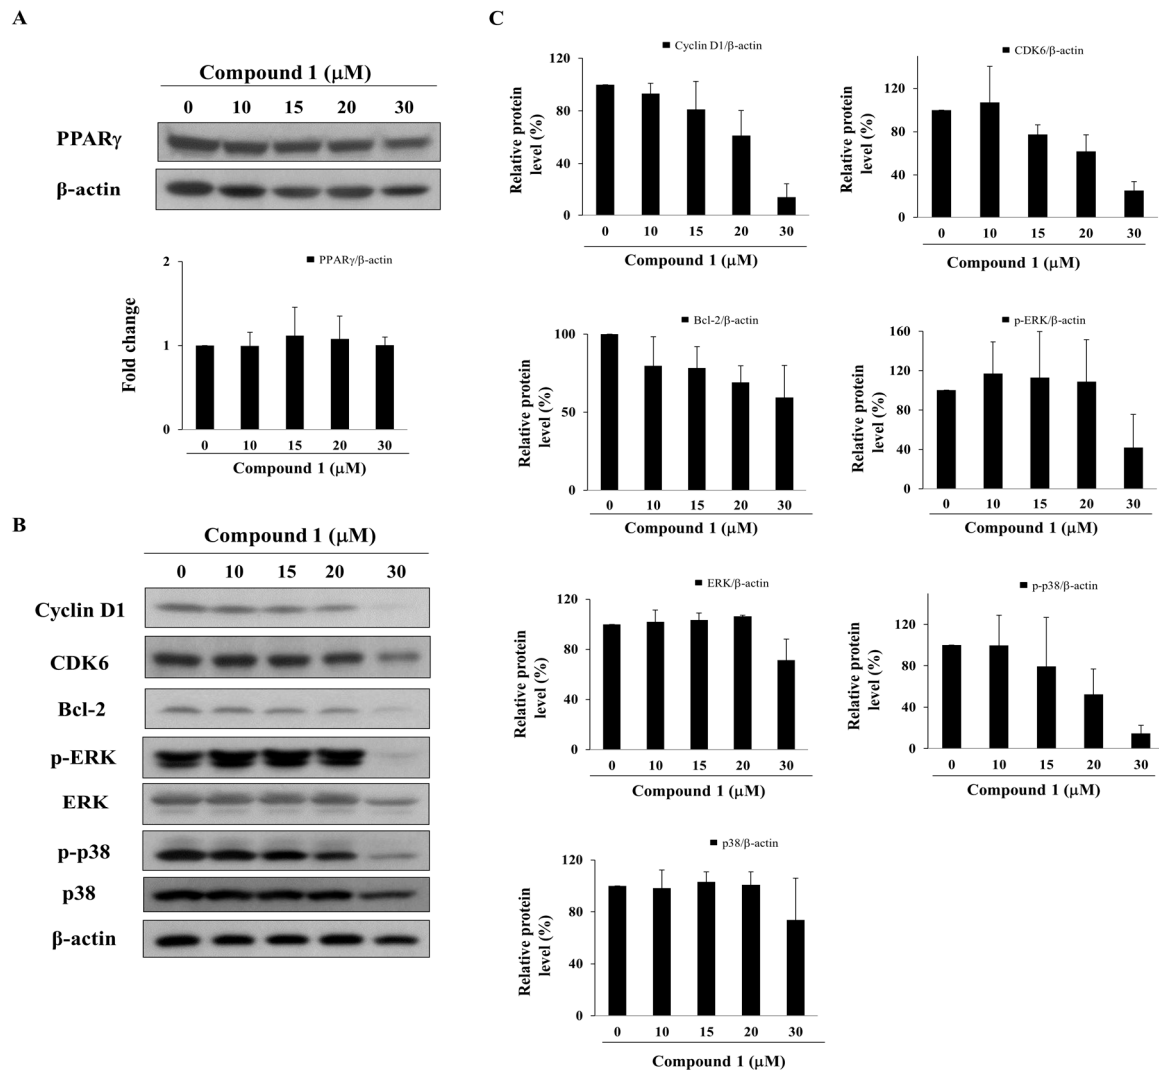 A
Compound 1 (μM)
0 10 15 20 30
PPARγ
β-actin
PPARγ/β-actin
Fold change
2
1
0
0 10 15 20 30
Compound 1 (μM)
B
Compound 1 (μM)
0 10 15 20 30
Cyclin D1
CDK6
Bcl-2
p-ERK
ERK
p-p38
p38
β-actin
C
Cyclin D1/β-actin
Relative protein
level (%)
120
80
40
0
0 10 15 20 30
Compound 1 (μM)
CDK6/β-actin
Relative protein
level (%)
120
80
40
0
0 10 15 20 30
Compound 1 (μM)
Bcl-2/β-actin
Relative protein
level (%)
100
50
0
0 10 15 20 30
Compound 1 (μM)
p-ERK/β-actin
Relative protein
level (%)
160
120
80
40
0
0 10 15 20 30
Compound 1 (μM)
ERK/β-actin
Relative protein
level (%)
120
80
40
0
0 10 15 20 30
Compound 1 (μM)
p-p38/β-actin
Relative protein
level (%)
120
80
40
0
0 10 15 20 30
Compound 1 (μM)
p38/β-actin
Relative protein
level (%)
120
80
40
0
0 10 15 20 30
Compound 1 (μM)